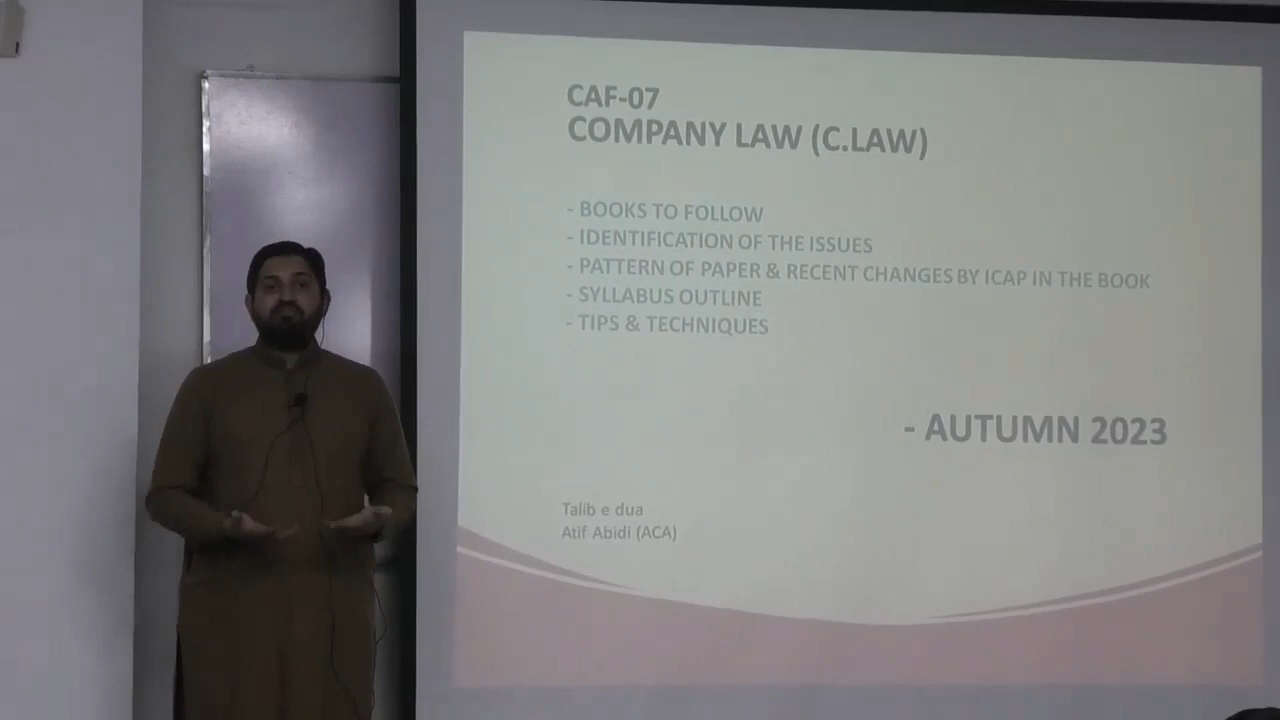 CAF-07
COMPANY LAW (C.LAW)
- BOOKS TO FOLLOW
- IDENTIFICATION OF THE ISSUES
- PATTERN OF PAPER & RECENT CHANGES BY ICAP IN THE BOOK
- SYLLABUS OUTLINE
- TIPS & TECHNIQUES
- AUTUMN 2023
Talib e dua
Atif Abidi (ACA)